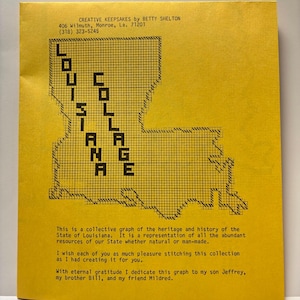 CREATIVE KEEPSAKES by BETTY SHELTON
406 Wilmuth, Monroe, La. 71203
(318) 323-5245
LOUISIANA
COLLAGE
This is a collective graph of the heritage and history of the
State of Louisiana. It is a representation of all the abundant
resources of our State whether natural or man-made.
I wish each of you as much pleasure stitching this collection
as I had creating it for you.
With eternal gratitude I dedicate this graph to my son Jeffrey,
my brother Bill, and my friend Mildred.